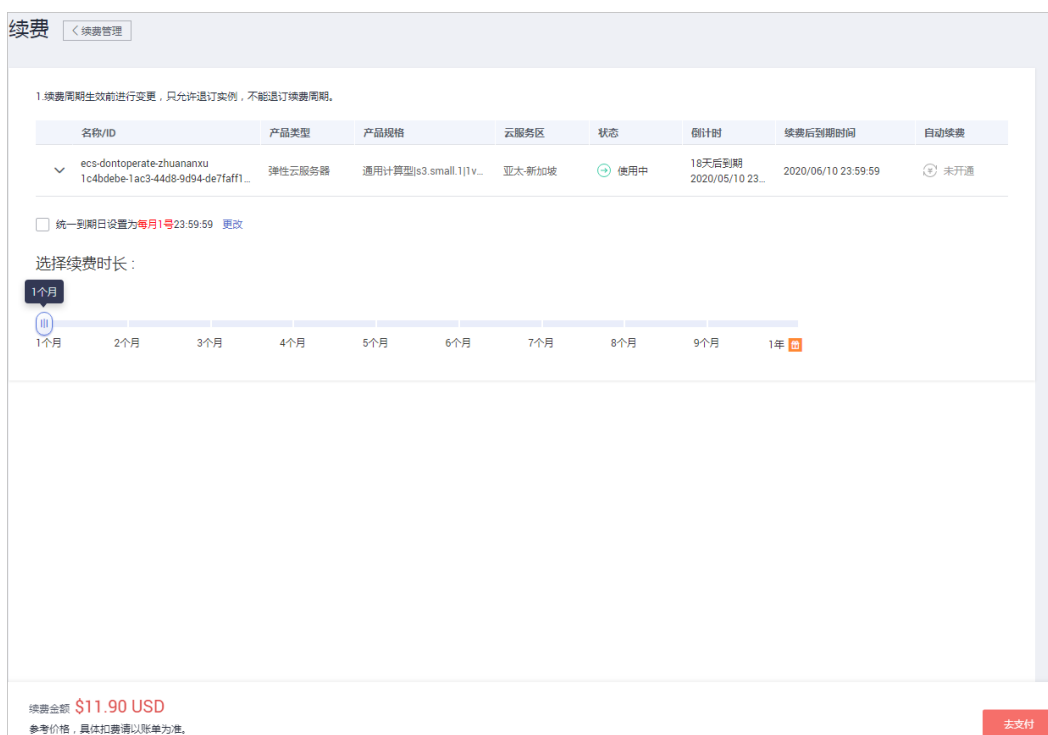 续费 < 续费管理
1.续费周期生效前进行变更，只允许退订实例，不能退订续费周期。
名称/ID 产品类型 产品规格 云服务区 状态 倒计时 续费后到期时间 自动续费
ecs-dontoperate-zhuananxu 弹性云服务器 通用计算型|s3.small.1|1v... 亚太-新加坡 使用中 18天后到期 2020/06/10 23:59:59 未开通
1c4bdebe-1ac3-44d8-9d94-de7faff1... 2020/05/10 23...
统一到期日设置为每月1号23:59:59 更改
选择续费时长：
1个月
1个月 2个月 3个月 4个月 5个月 6个月 7个月 8个月 9个月 1年
续费金额 $11.90 USD
参考价格，具体扣费请以账单为准。
去支付